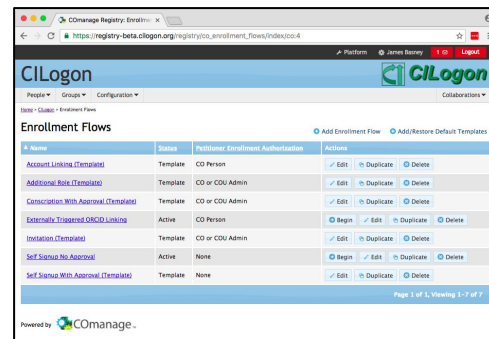 COmanage Registry: Enrollme
https://registry-beta.cilogon.org/registry/co_enrollment_flows/index/co:4
Platform James Basney 1 Logout
CILogon CILogon
People Groups Configuration Collaborations
Home > CILogon > Enrollment Flows
Enrollment Flows Add Enrollment Flow Add/Restore Default Templates
Name Status Petitioner Enrollment Authorization Actions
Account Linking (Template) Template CO Person Edit Duplicate Delete
Additional Role (Template) Template CO or COU Admin Edit Duplicate Delete
Conscription With Approval (Template) Template CO or COU Admin Edit Duplicate Delete
Externally Triggered ORCID Linking Active CO Person Begin Edit Duplicate Delete
Invitation (Template) Template CO or COU Admin Edit Duplicate Delete
Self Signup No Approval Active None Begin Edit Duplicate Delete
Self Signup With Approval (Template) Template None Edit Duplicate Delete
Page 1 of 1, Viewing 1-7 of 7
Powered by COmanage